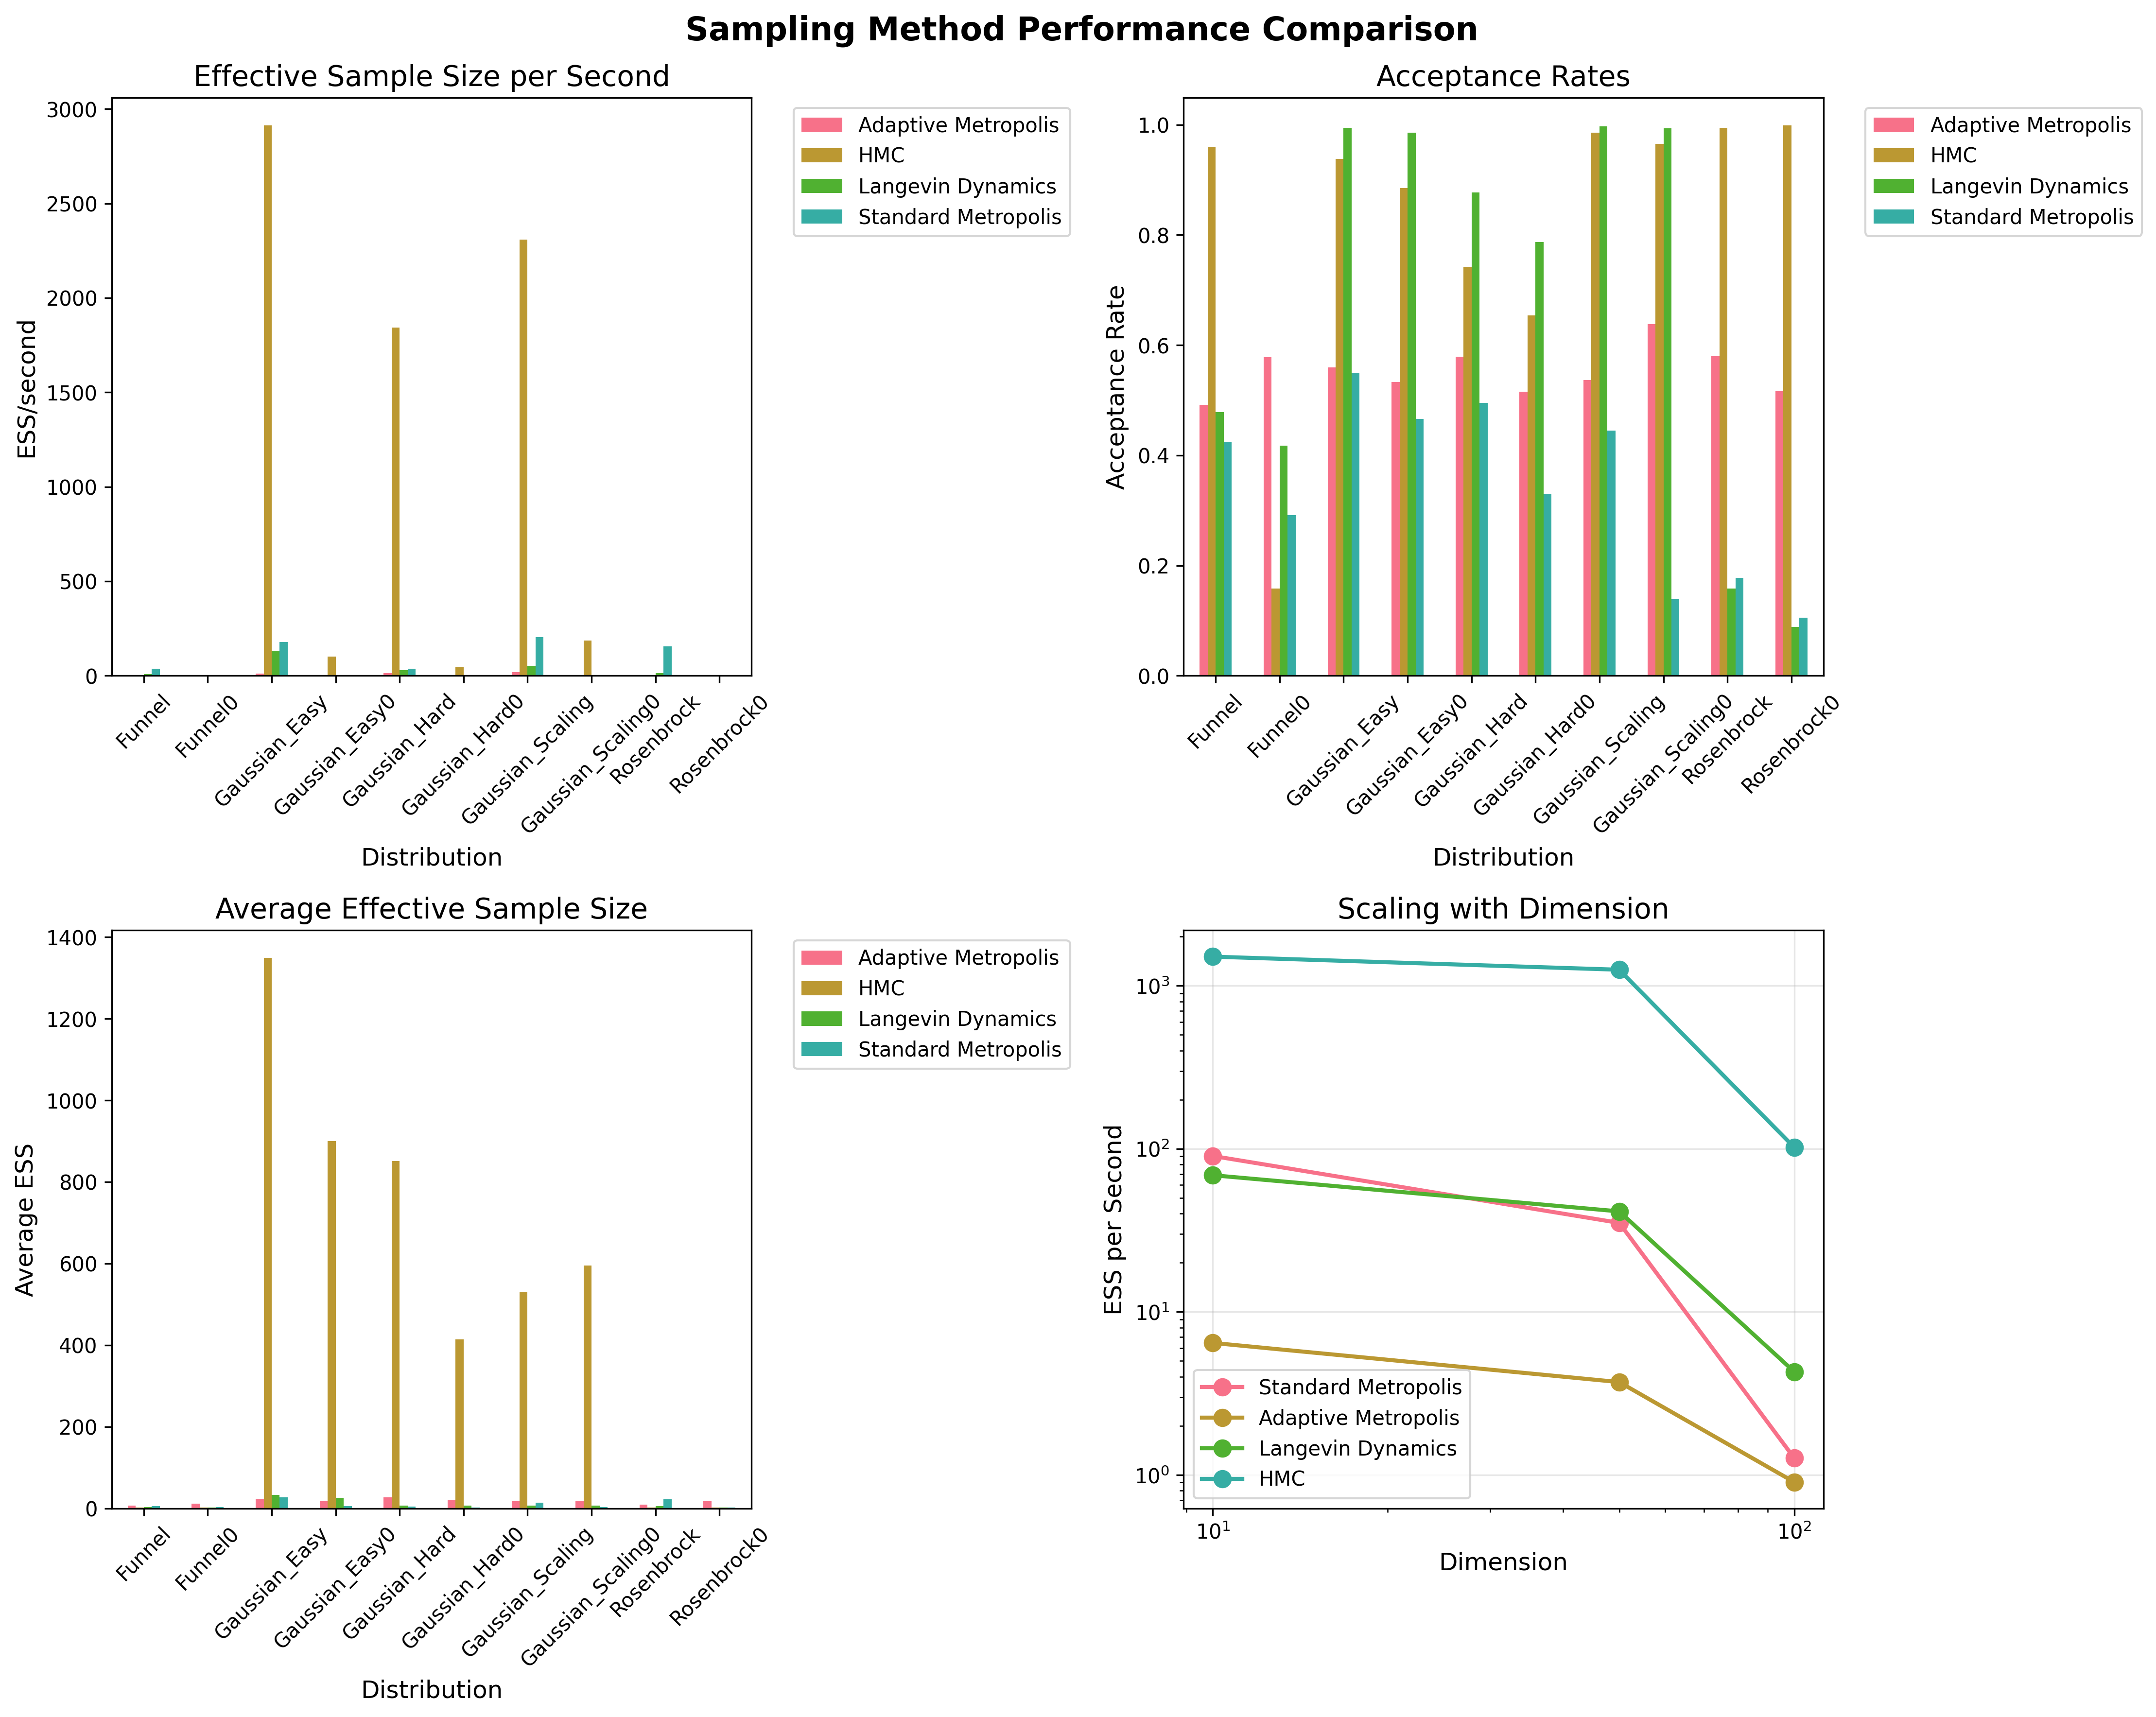 Sampling Method Performance Comparison
Effective Sample Size per Second
ESS/second
3000
2500
2000
1500
1000
500
0
Funnel
Funnel0
Gaussian_Easy
Gaussian_Easy0
Gaussian_Hard
Gaussian_Hard0
Gaussian_Scaling
Gaussian_Scaling0
Rosenbrock
Rosenbrock0
Distribution
Adaptive Metropolis
HMC
Langevin Dynamics
Standard Metropolis
Acceptance Rates
Acceptance Rate
1.0
0.8
0.6
0.4
0.2
0.0
Funnel
Funnel0
Gaussian_Easy
Gaussian_Easy0
Gaussian_Hard
Gaussian_Hard0
Gaussian_Scaling
Gaussian_Scaling0
Rosenbrock
Rosenbrock0
Distribution
Adaptive Metropolis
HMC
Langevin Dynamics
Standard Metropolis
Average Effective Sample Size
Average ESS
1400
1200
1000
800
600
400
200
0
Funnel
Funnel0
Gaussian_Easy
Gaussian_Easy0
Gaussian_Hard
Gaussian_Hard0
Gaussian_Scaling
Gaussian_Scaling0
Rosenbrock
Rosenbrock0
Distribution
Adaptive Metropolis
HMC
Langevin Dynamics
Standard Metropolis
Scaling with Dimension
ESS per Second
10³
10²
10¹
10⁰
Standard Metropolis
Adaptive Metropolis
Langevin Dynamics
HMC
10¹
10²
Dimension